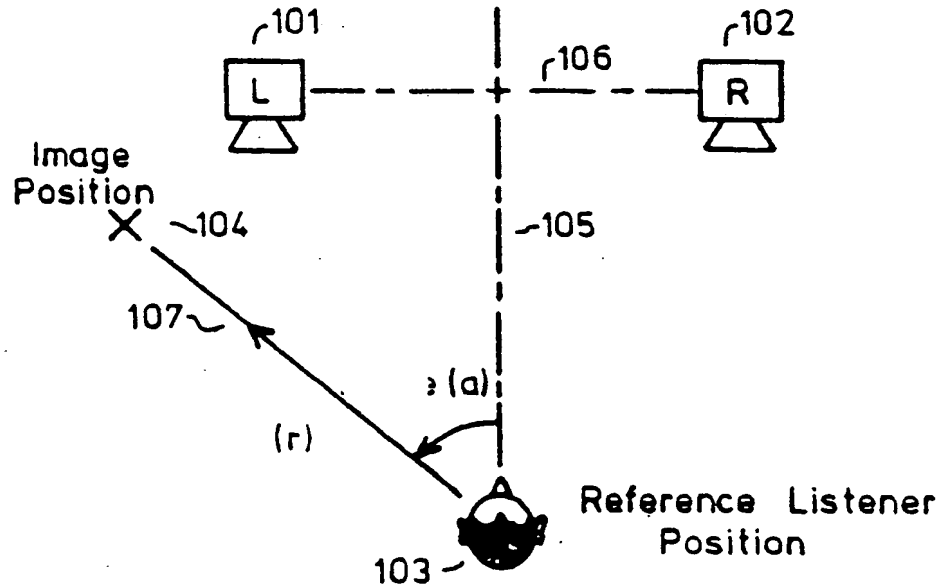 101
102
106
L
R
Image
Position
104
105
107
(a)
(r)
Reference Listener
Position
103